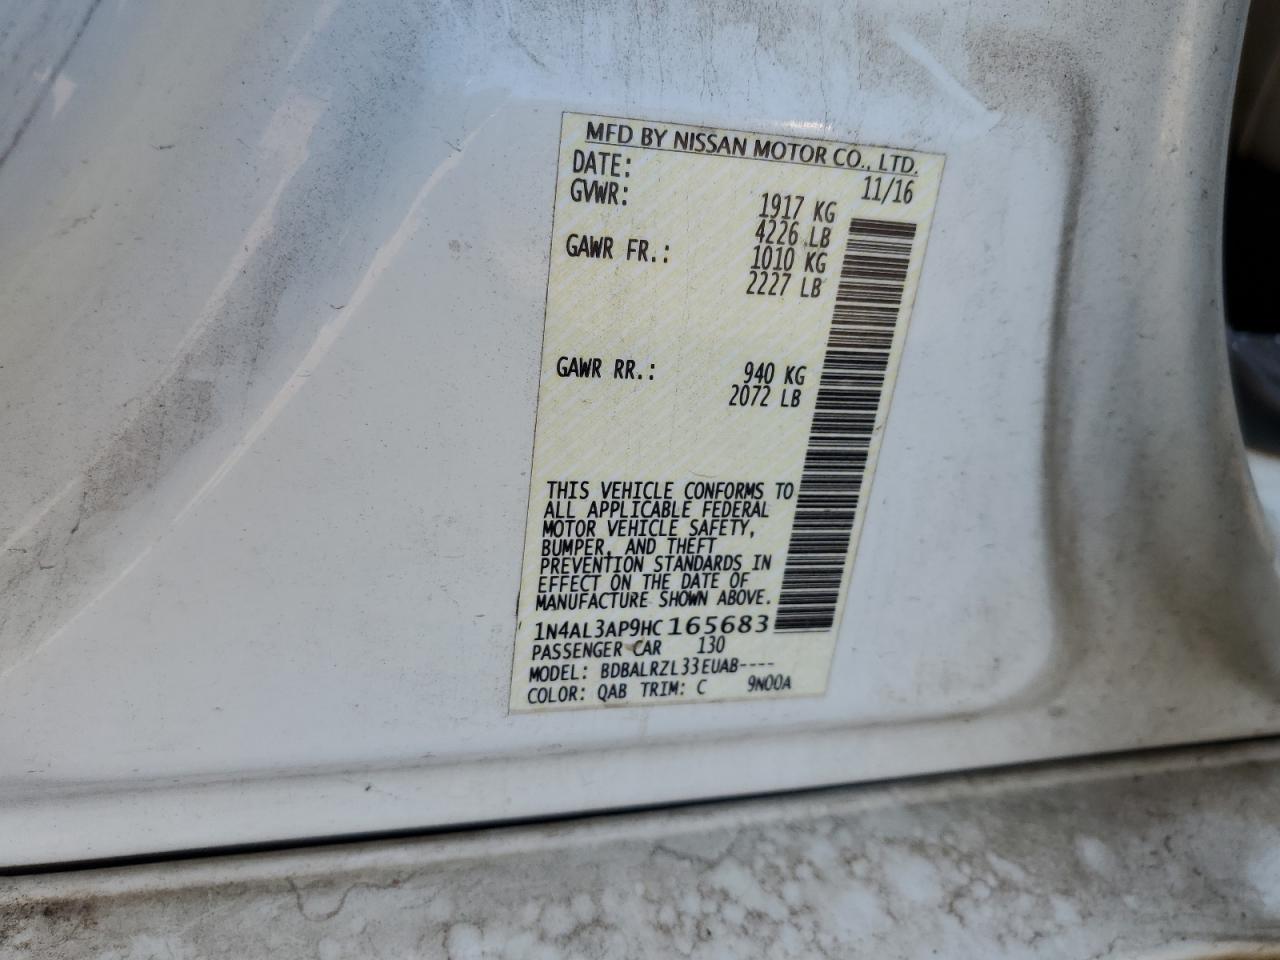 MFD BY NISSAN MOTOR CO., LTD.
DATE: 11/16
GVWR: 1917 KG
4226 LB
GAWR FR.: 1010 KG
2227 LB
GAWR RR.: 940 KG
2072 LB
THIS VEHICLE CONFORMS TO
ALL APPLICABLE FEDERAL
MOTOR VEHICLE SAFETY,
BUMPER, AND THEFT
PREVENTION STANDARDS IN
EFFECT ON THE DATE OF
MANUFACTURE SHOWN ABOVE.
1N4AL3AP9HC165683
PASSENGER CAR 130
MODEL: BDBALRZL33EUAB----
COLOR: QAB TRIM: C 9N00A